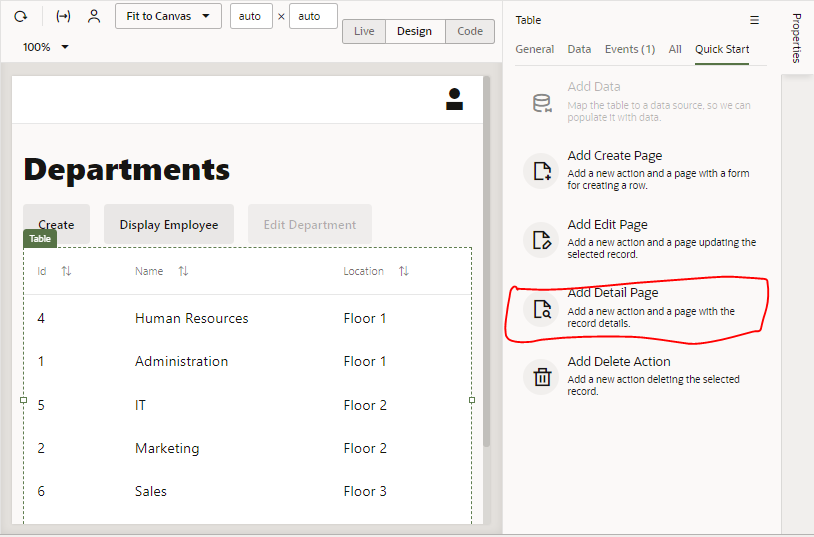 Fit to Canvas
auto × auto
Live Design Code
100%
Departments
Create Display Employee Edit Department
Table
Id Name Location
4 Human Resources Floor 1
1 Administration Floor 1
5 IT Floor 2
2 Marketing Floor 2
6 Sales Floor 3
Table
General Data Events (1) All Quick Start
Add Data
Map the table to a data source, so we can
populate it with data.
Add Create Page
Add a new action and a page with a form
for creating a row.
Add Edit Page
Add a new action and a page updating the
selected record.
Add Detail Page
Add a new action and a page with the
record details.
Add Delete Action
Add a new action deleting the selected
record.
Properties